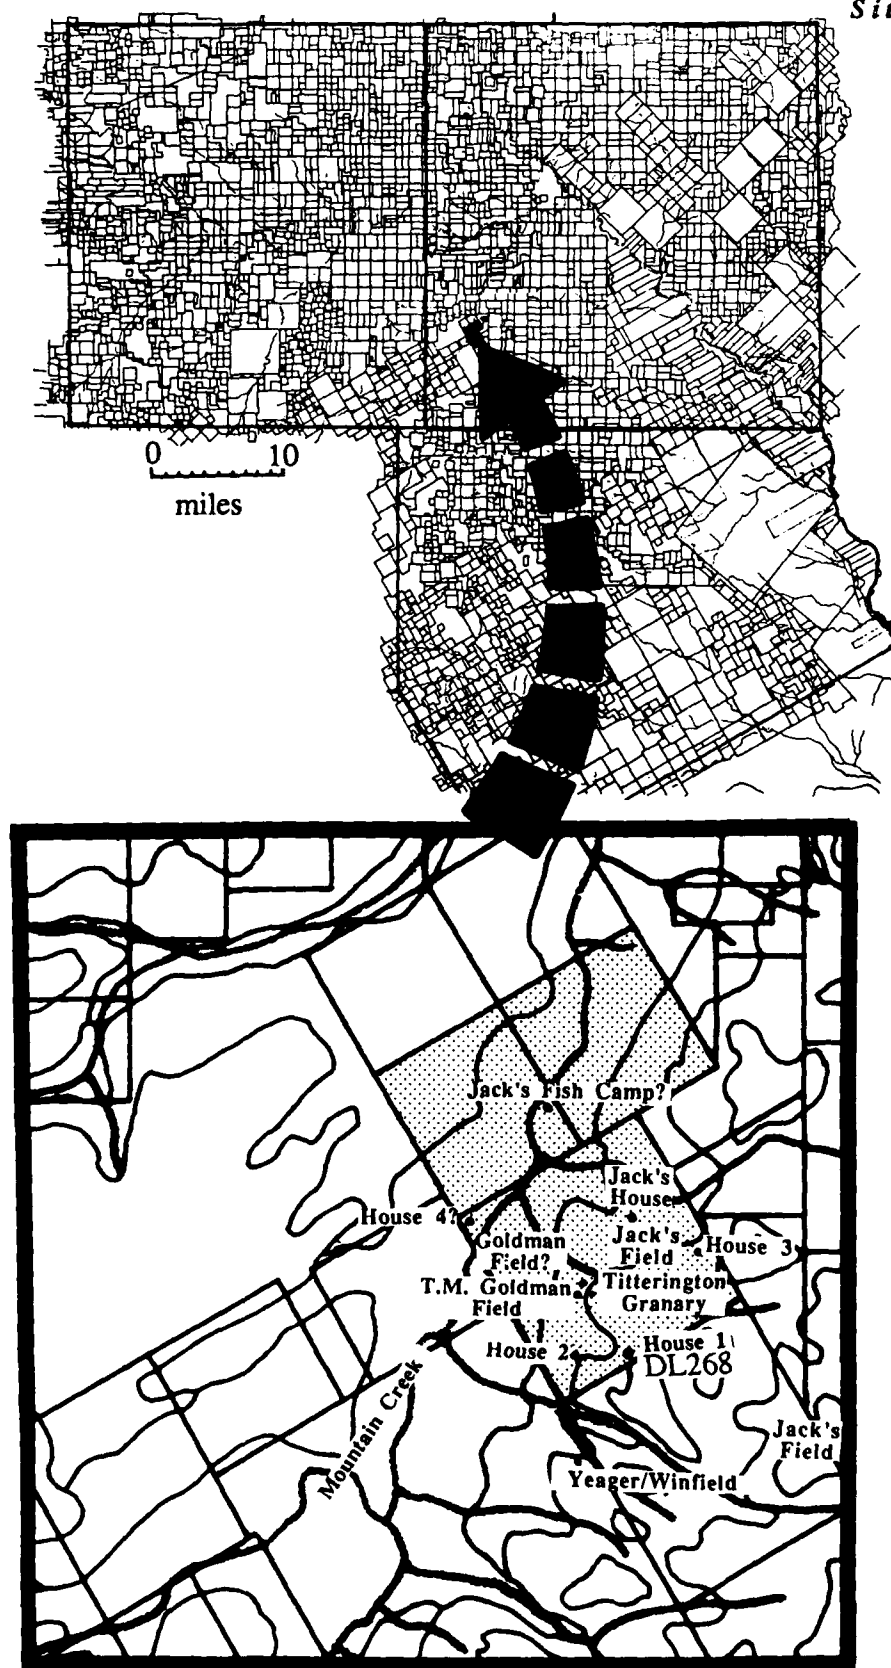 0 10
miles
Jack's Fish Camp?
Jack's
House
House 4?
Goldman
Field?
Jack's
Field
House 3
T.M. Goldman
Field
Titterington
Granary
House 2
House 1
DL268
Mountain Creek
Jack's
Field
Yeager/Winfield